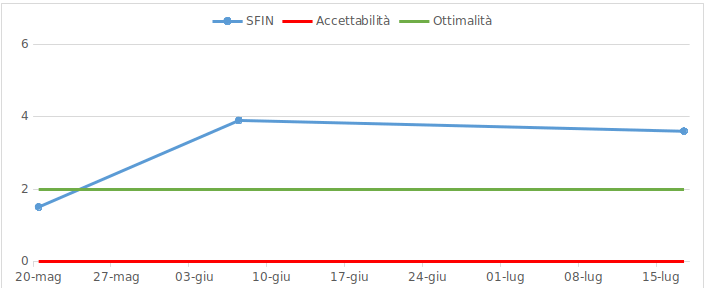 SFIN Accettabilità Ottimalità
6
4
2
0
20-mag 27-mag 03-giu 10-giu 17-giu 24-giu 01-lug 08-lug 15-lug